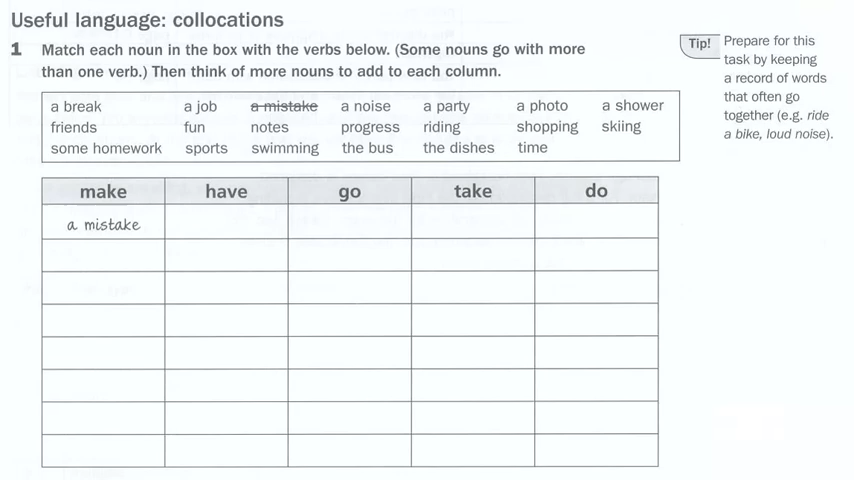 Useful language: collocations
1 Match each noun in the box with the verbs below. (Some nouns go with more
than one verb.) Then think of more nouns to add to each column.
a break a job a mistake a noise a party a photo a shower
friends fun notes progress riding shopping skiing
some homework sports swimming the bus the dishes time
make have go take do
a mistake
Tip! Prepare for this
task by keeping
a record of words
that often go
together (e.g. ride
a bike, loud noise).